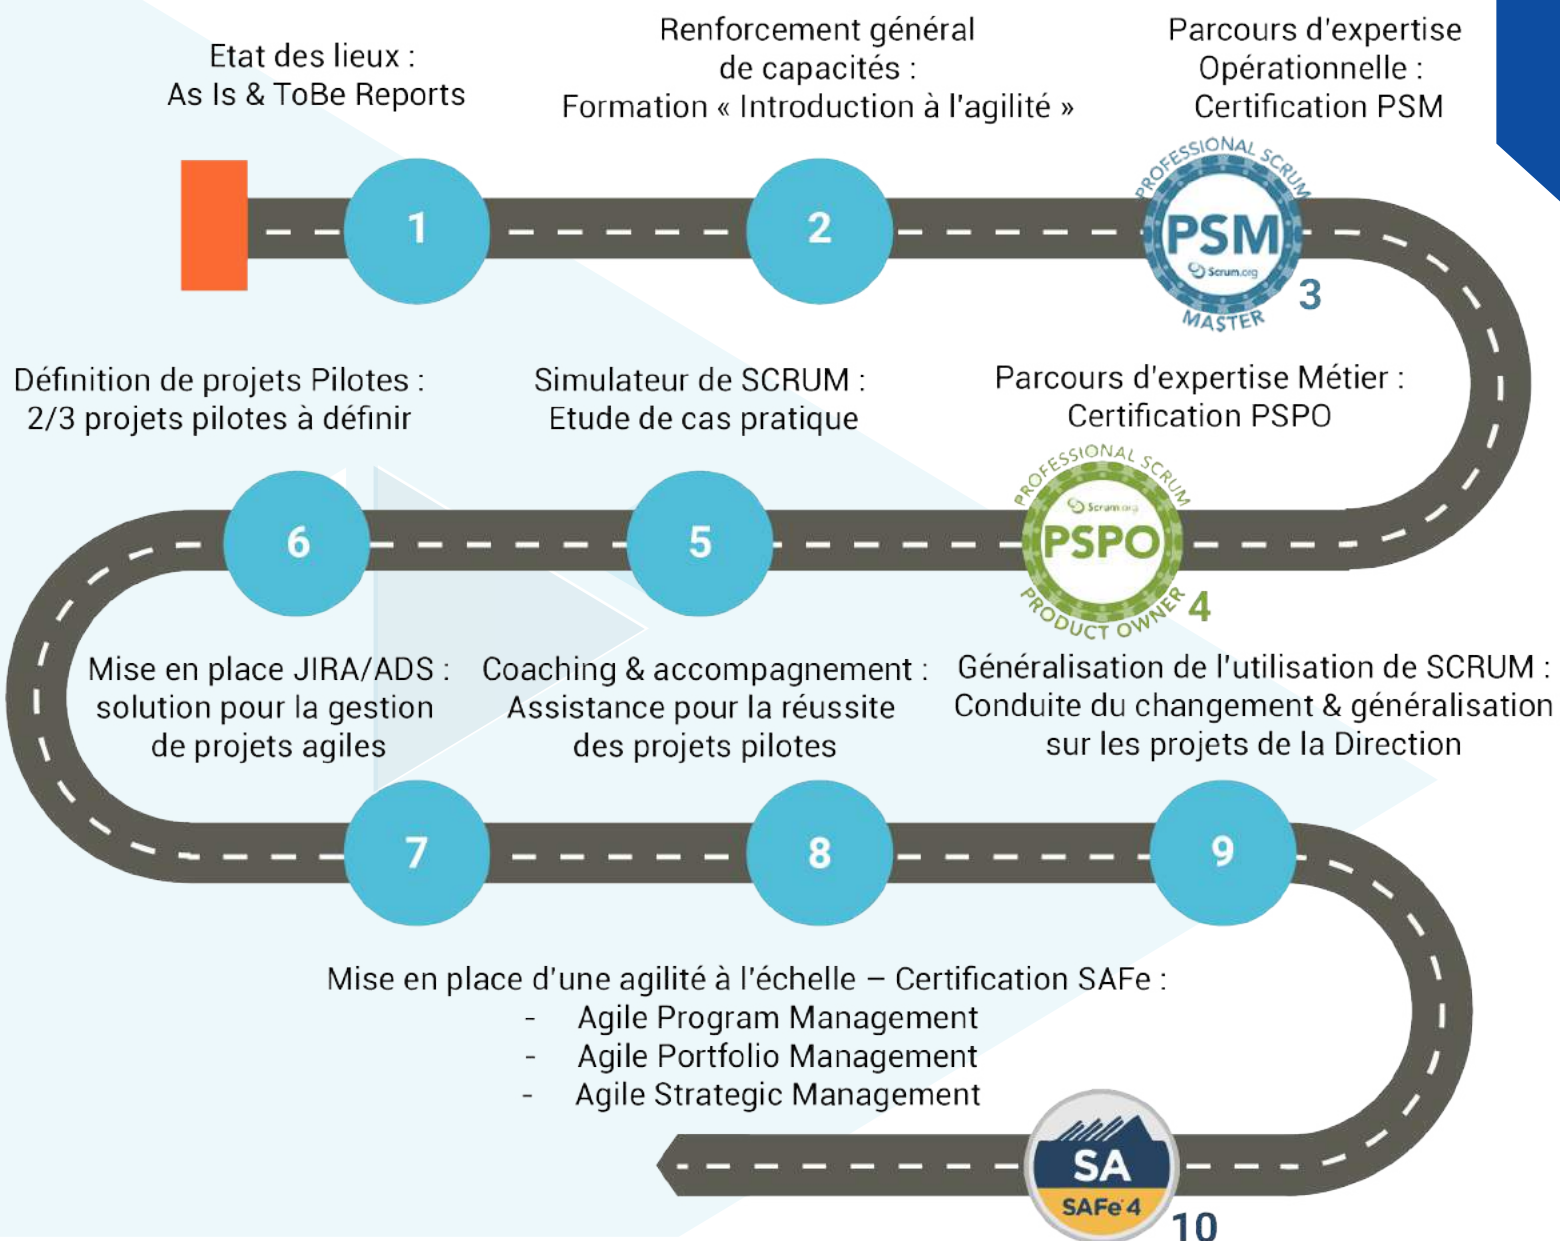 Etat des lieux :
As Is & ToBe Reports
Renforcement général
de capacités :
Formation « Introduction à l'agilité »
Parcours d'expertise
Opérationnelle :
Certification PSM
1
2
PROFESSIONAL SCRUM
PSM
Scrum.org
MASTER
3
Parcours d'expertise Métier :
Certification PSPO
PROFESSIONAL SCRUM
Scrum.org
PSPO
PRODUCT OWNER
4
Simulateur de SCRUM :
Etude de cas pratique
5
Définition de projets Pilotes :
2/3 projets pilotes à définir
6
Mise en place JIRA/ADS :
solution pour la gestion
de projets agiles
7
Coaching & accompagnement :
Assistance pour la réussite
des projets pilotes
8
Généralisation de l'utilisation de SCRUM :
Conduite du changement & généralisation
sur les projets de la Direction
9
Mise en place d'une agilité à l'échelle – Certification SAFe :
- Agile Program Management
- Agile Portfolio Management
- Agile Strategic Management
SA
SAFe 4
10